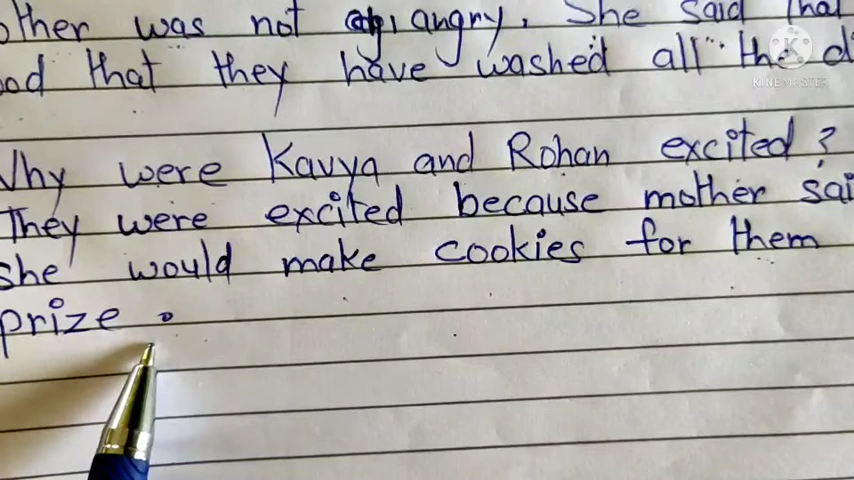 other was not angry. She said that
ood that they have washed all the d
Why were Kavya and Rohan excited?
They were excited because mother sai
she would make cookies for them
prize.
KINEMASTER